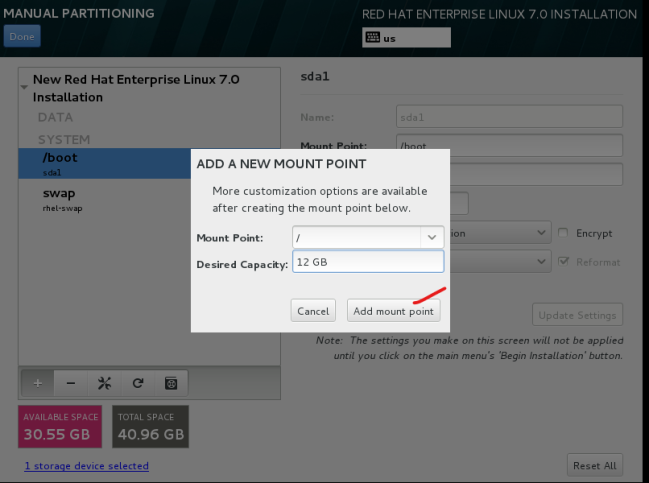 MANUAL PARTITIONING
RED HAT ENTERPRISE LINUX 7.0 INSTALLATION
Done
us
New Red Hat Enterprise Linux 7.0
Installation
DATA
SYSTEM
/boot
sda1
swap
rhel-swap
sda1
Name:
sda1
Mount Point:
/boot
ADD A NEW MOUNT POINT
More customization options are available
after creating the mount point below.
Mount Point:
/
Desired Capacity:
12 GB
Cancel
Add mount point
Encrypt
Reformat
Update Settings
Note: The settings you make on this screen will not be applied
until you click on the main menu's 'Begin Installation' button.
AVAILABLE SPACE
30.55 GB
TOTAL SPACE
40.96 GB
1 storage device selected
Reset All